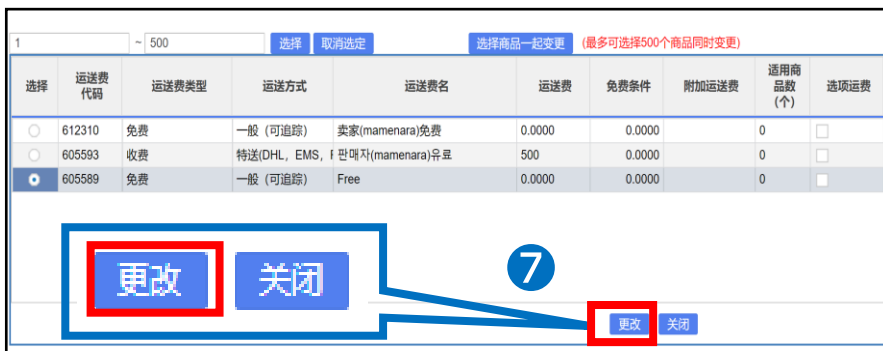 1 ~ 500 选择 取消选定 选择商品一起变更 (最多可选择500个商品同时变更)
选择 运送费代码 运送费类型 运送方式 运送费名 运送费 免费条件 附加运送费 适用商品数(个) 选项运费
612310 免费 一般 (可追踪) 卖家(mamenara)免费 0.0000 0.0000 0
605593 收费 特送(DHL, EMS, 판매자(mamenara)유료 500 0.0000 0
605589 免费 一般 (可追踪) Free 0.0000 0.0000 0
更改 关闭
7
更改 关闭